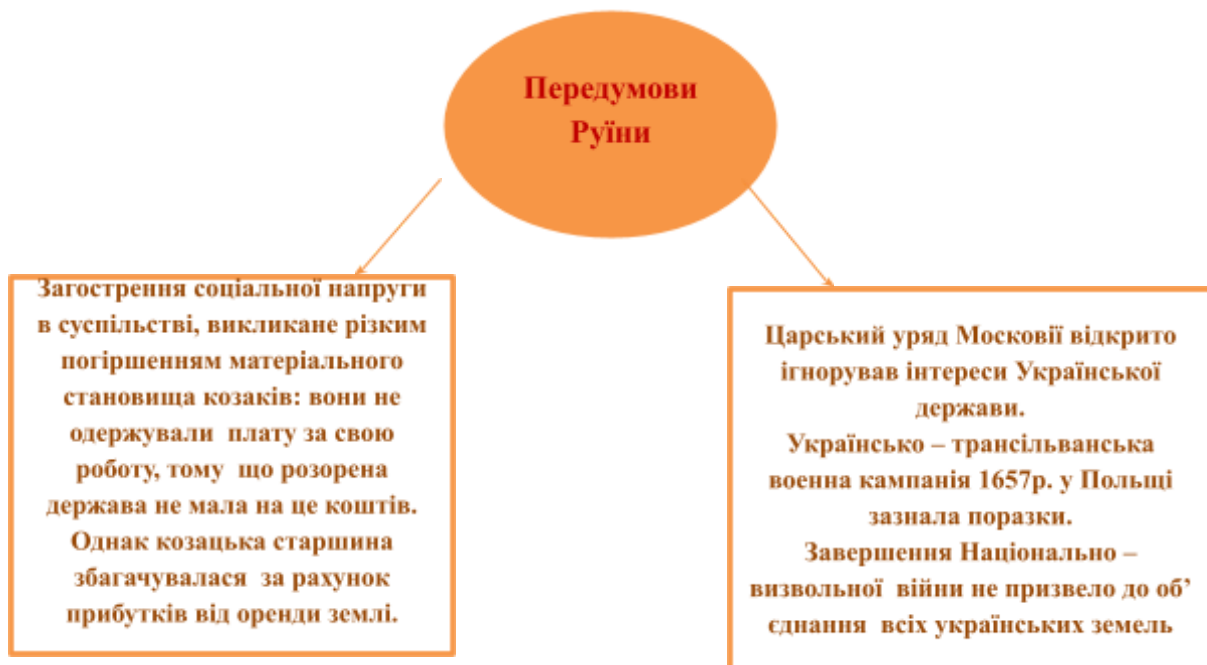 Передумови
Руїни
Загострення соціальної напруги
в суспільстві, викликане різким
погіршенням матеріального
становища козаків: вони не
одержували плату за свою
роботу, тому що розорена
держава не мала на це коштів.
Однак козацька старшина
збагачувалася за рахунок
прибутків від оренди землі.
Царський уряд Московії відкрито
ігнорував інтереси Української
держави.
Українсько – трансільванська
военна кампанія 1657р. у Польщі
зазнала поразки.
Завершення Національно –
визвольної війни не призвело до об’
єднання всіх українських земель